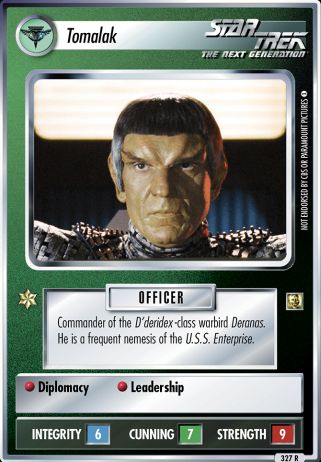 Tomalak
STAR TREK
THE NEXT GENERATION®
NOT ENDORSED BY CBS OR PARAMOUNT PICTURES
OFFICER
Commander of the D'deridex-class warbird Deranas.
He is a frequent nemesis of the U.S.S. Enterprise.
Diplomacy Leadership
INTEGRITY 6 CUNNING 7 STRENGTH 9
327 R